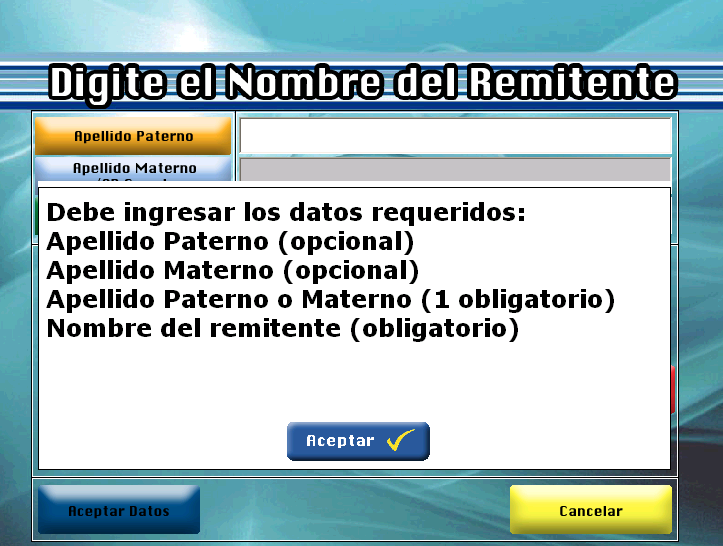 Digite el Nombre del Remitente
Apellido Paterno
Apellido Materno
Debe ingresar los datos requeridos:
Apellido Paterno (opcional)
Apellido Materno (opcional)
Apellido Paterno o Materno (1 obligatorio)
Nombre del remitente (obligatorio)
Aceptar
Aceptar Datos
Cancelar